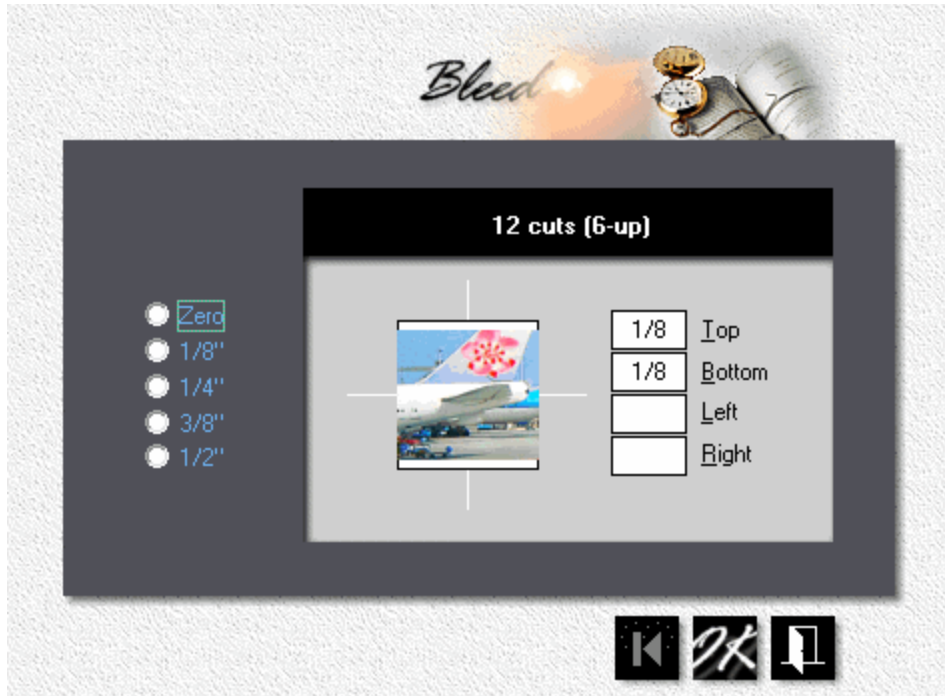 Bleed
12 cuts (6-up)
Zero
1/8"
1/4"
3/8"
1/2"
1/8 Top
1/8 Bottom
Left
Right
OK